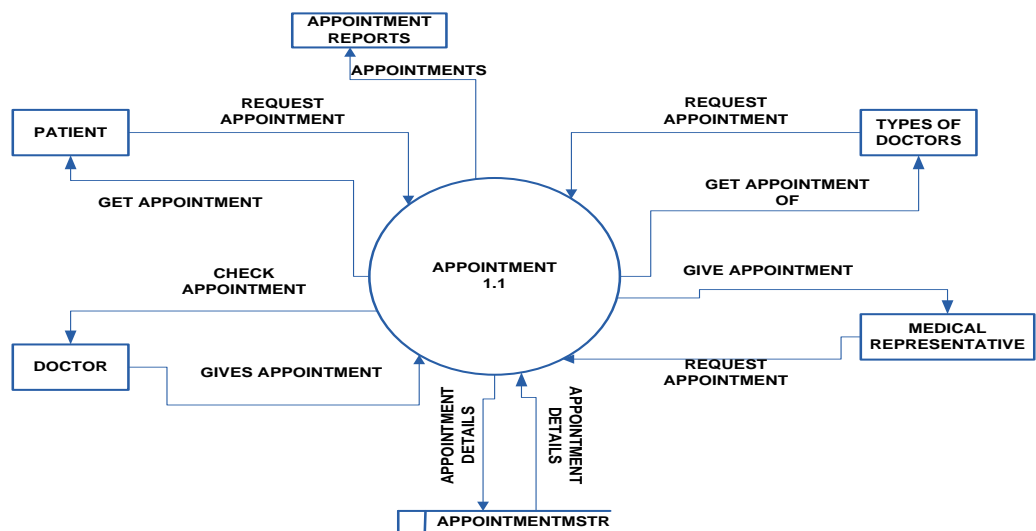 APPOINTMENT
REPORTS
APPOINTMENTS
REQUEST
APPOINTMENT
PATIENT
GET APPOINTMENT
REQUEST
APPOINTMENT
TYPES OF
DOCTORS
GET APPOINTMENT
OF
APPOINTMENT
1.1
CHECK
APPOINTMENT
DOCTOR
GIVES APPOINTMENT
GIVE APPOINTMENT
MEDICAL
REPRESENTATIVE
REQUEST
APPOINTMENT
APPOINTMENT
DETAILS
APPOINTMENT
DETAILS
APPOINTMENTMSTR